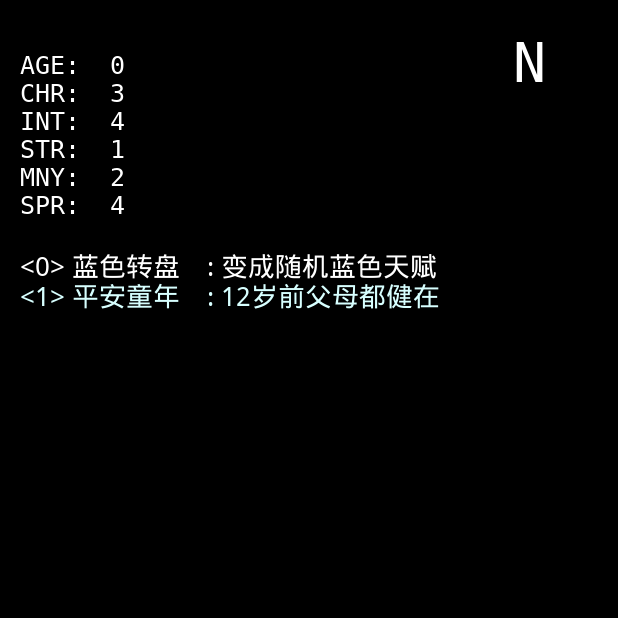 N
AGE: 0
CHR: 3
INT: 4
STR: 1
MNY: 2
SPR: 4
<0> 蓝色转盘 : 变成随机蓝色天赋
<1> 平安童年 : 12岁前父母都健在